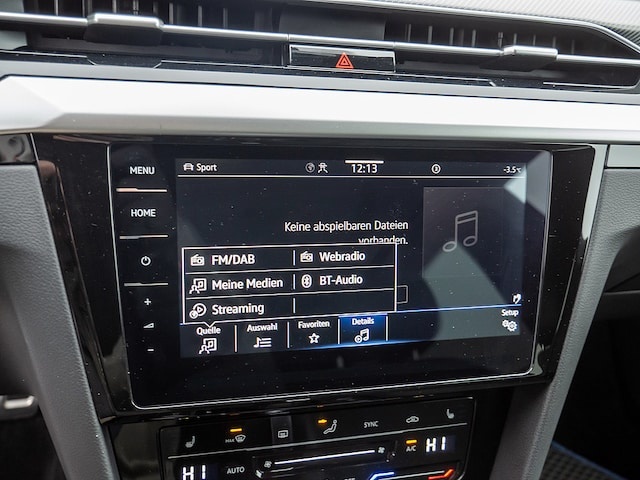 MENU
HOME
Sport
12:13
-3.5°C
Keine abspielbaren Dateien
vorhanden.
FM/DAB
Webradio
Meine Medien
BT-Audio
Streaming
Quelle
Auswahl
Favoriten
Details
Setup
+
-
MAX
SYNC
A/C
HI
AUTO
HI